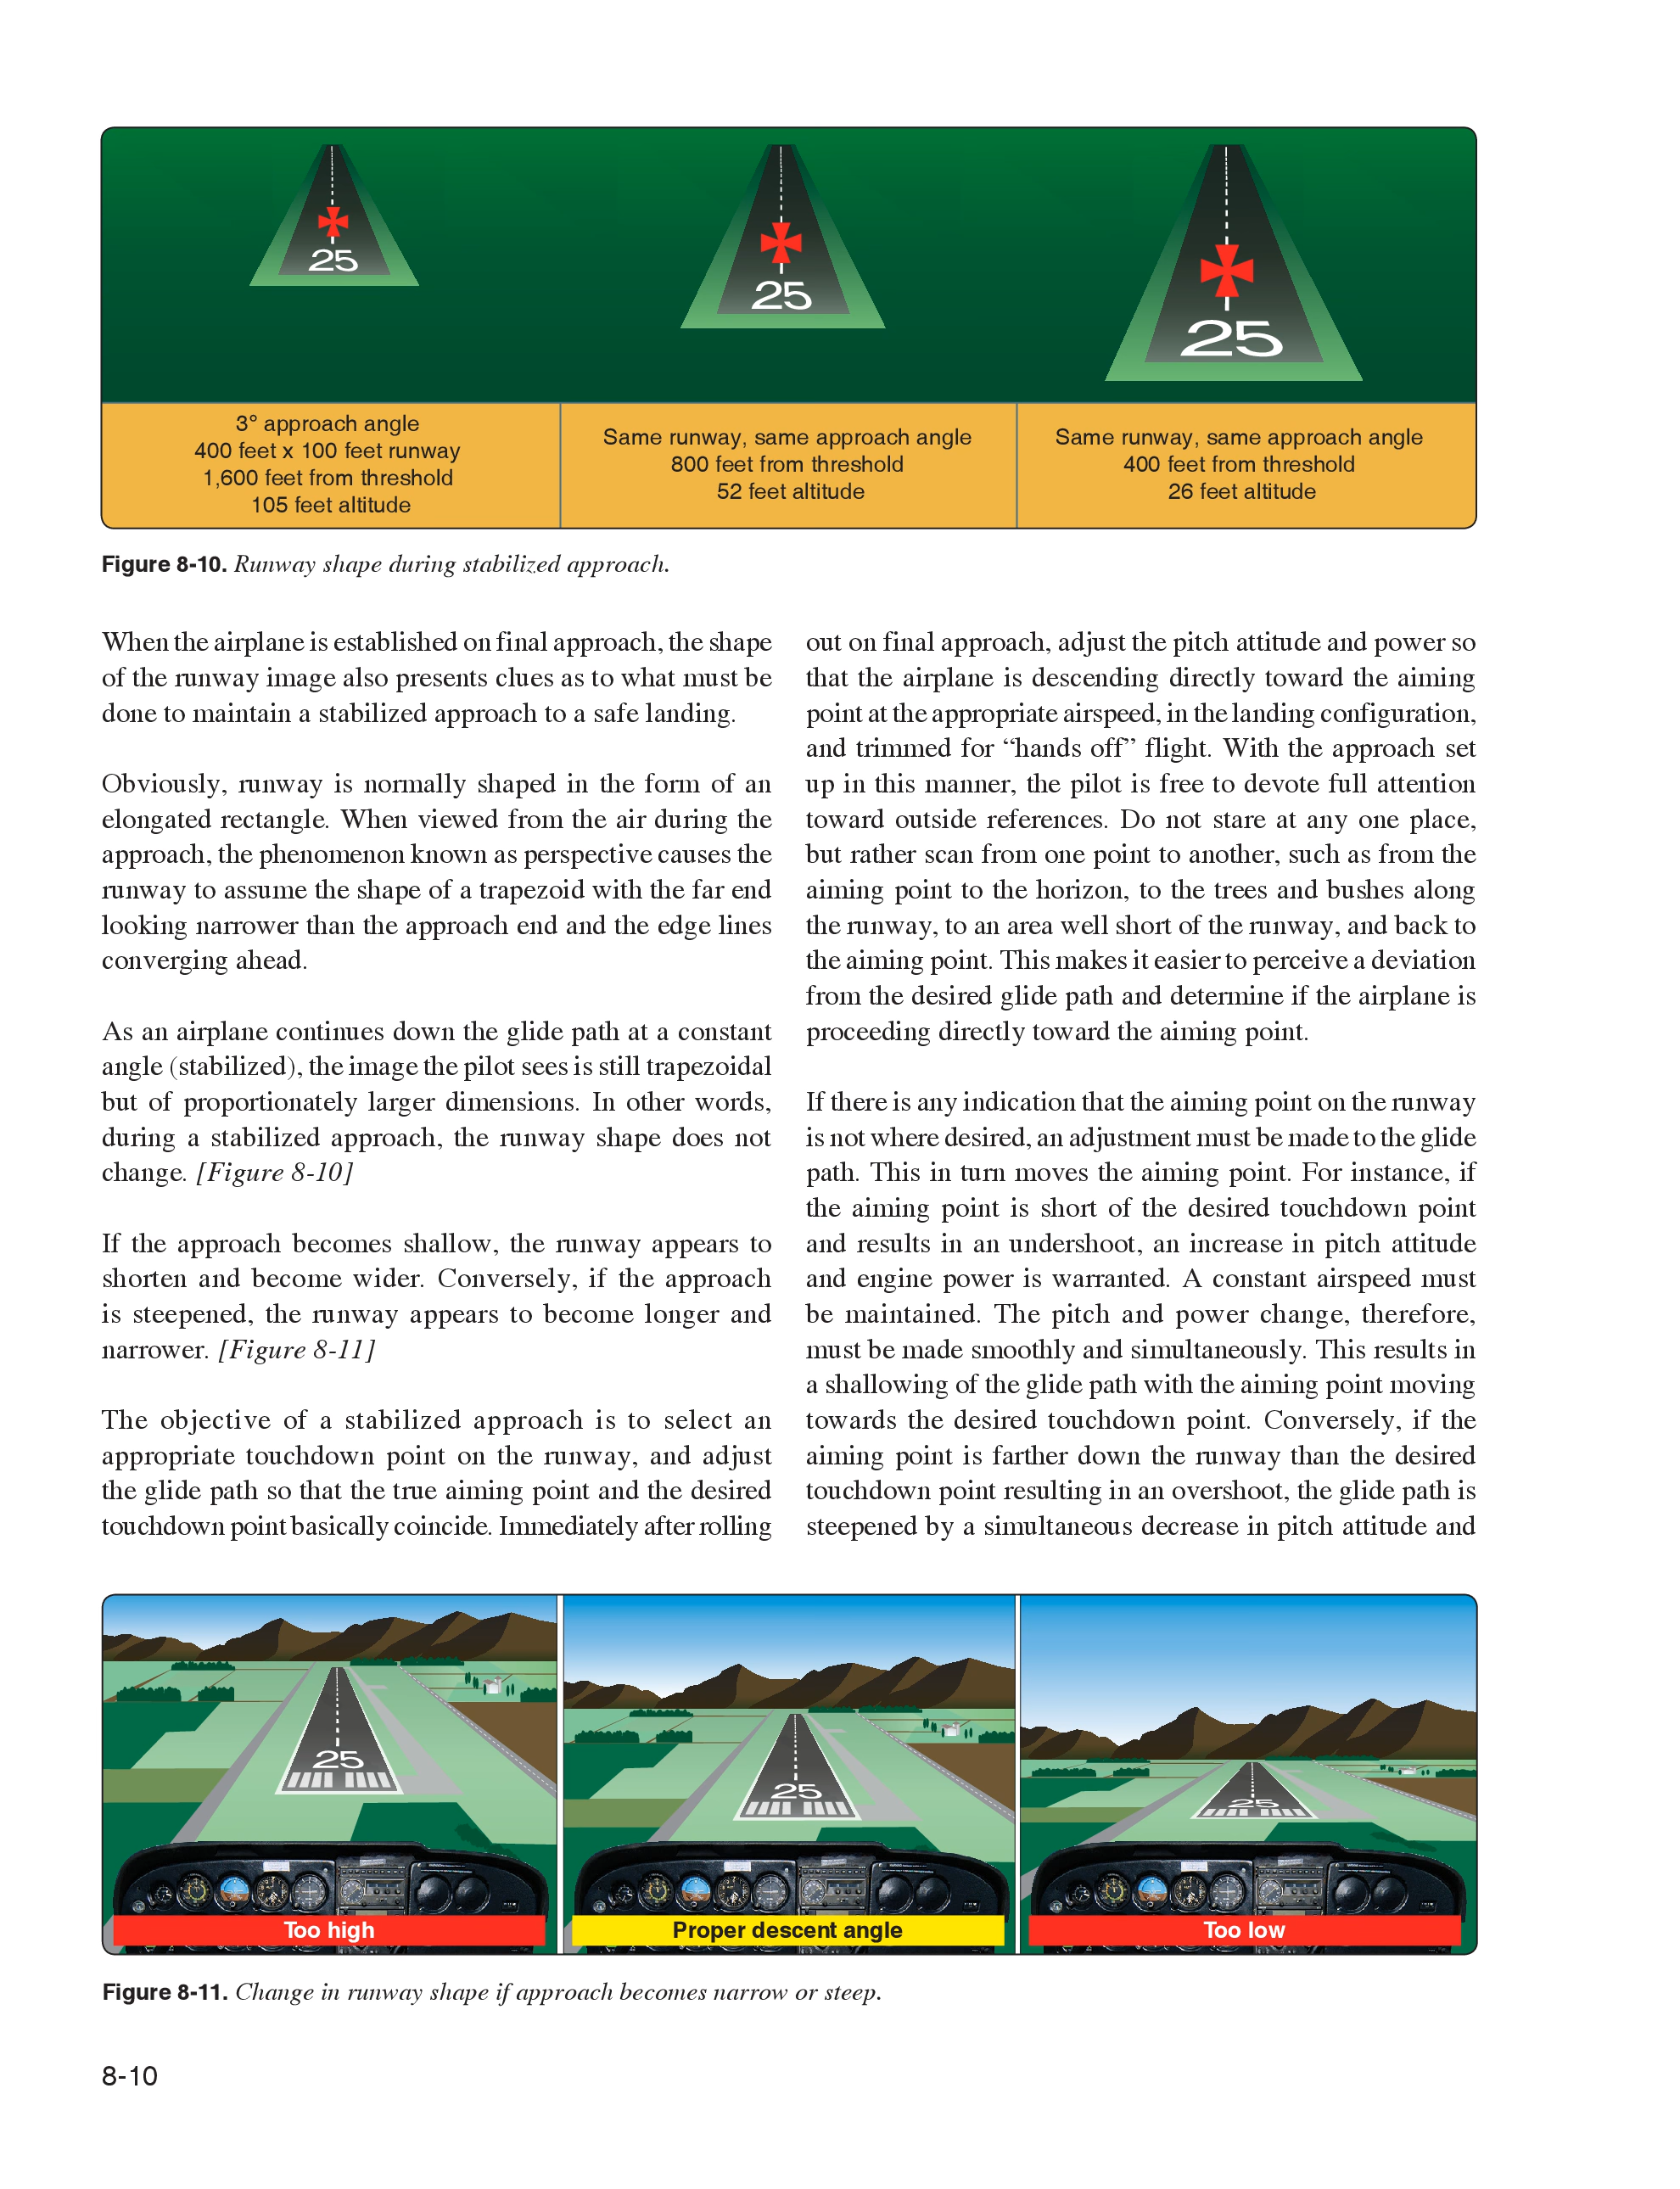 25
25
25
3° approach angle
400 feet x 100 feet runway
1,600 feet from threshold
105 feet altitude
Same runway, same approach angle
800 feet from threshold
52 feet altitude
Same runway, same approach angle
400 feet from threshold
26 feet altitude
Figure 8-10. Runway shape during stabilized approach.
When the airplane is established on final approach, the shape
of the runway image also presents clues as to what must be
done to maintain a stabilized approach to a safe landing.
Obviously, runway is normally shaped in the form of an
elongated rectangle. When viewed from the air during the
approach, the phenomenon known as perspective causes the
runway to assume the shape of a trapezoid with the far end
looking narrower than the approach end and the edge lines
converging ahead.
As an airplane continues down the glide path at a constant
angle (stabilized), the image the pilot sees is still trapezoidal
but of proportionately larger dimensions. In other words,
during a stabilized approach, the runway shape does not
change. [Figure 8-10]
If the approach becomes shallow, the runway appears to
shorten and become wider. Conversely, if the approach
is steepened, the runway appears to become longer and
narrower. [Figure 8-11]
The objective of a stabilized approach is to select an
appropriate touchdown point on the runway, and adjust
the glide path so that the true aiming point and the desired
touchdown point basically coincide. Immediately after rolling
out on final approach, adjust the pitch attitude and power so
that the airplane is descending directly toward the aiming
point at the appropriate airspeed, in the landing configuration,
and trimmed for “hands off” flight. With the approach set
up in this manner, the pilot is free to devote full attention
toward outside references. Do not stare at any one place,
but rather scan from one point to another, such as from the
aiming point to the horizon, to the trees and bushes along
the runway, to an area well short of the runway, and back to
the aiming point. This makes it easier to perceive a deviation
from the desired glide path and determine if the airplane is
proceeding directly toward the aiming point.
If there is any indication that the aiming point on the runway
is not where desired, an adjustment must be made to the glide
path. This in turn moves the aiming point. For instance, if
the aiming point is short of the desired touchdown point
and results in an undershoot, an increase in pitch attitude
and engine power is warranted. A constant airspeed must
be maintained. The pitch and power change, therefore,
must be made smoothly and simultaneously. This results in
a shallowing of the glide path with the aiming point moving
towards the desired touchdown point. Conversely, if the
aiming point is farther down the runway than the desired
touchdown point resulting in an overshoot, the glide path is
steepened by a simultaneous decrease in pitch attitude and
25
25
25
Too high
Proper descent angle
Too low
Figure 8-11. Change in runway shape if approach becomes narrow or steep.
8-10